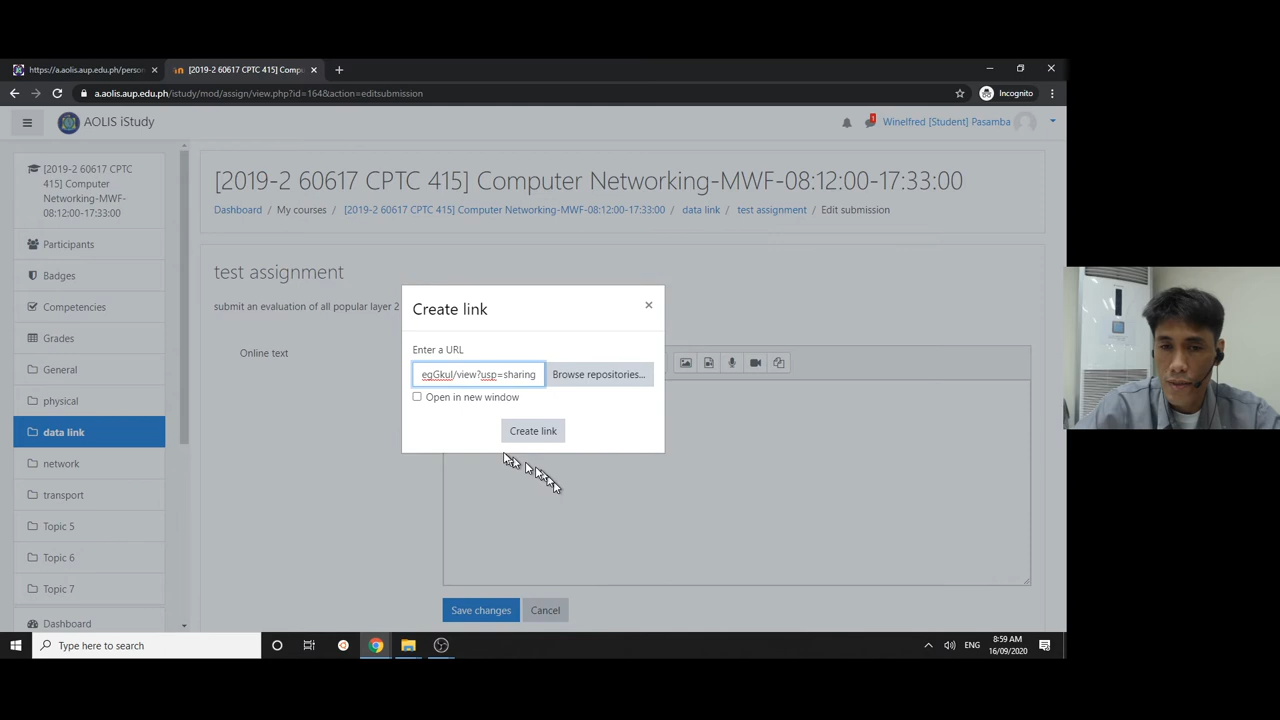 https://a.aolis.aup.edu.ph/perso
[2019-2 60617 CPTC 415] Compu
a.aolis.aup.edu.ph/istudy/mod/assign/view.php?id=164&action=editsubmission
Incognito
AOLIS iStudy
1
Winelfred [Student] Pasamba
[2019-2 60617 CPTC
415] Computer
Networking-MWF-
08:12:00-17:33:00
Participants
Badges
Competencies
Grades
General
physical
data link
network
transport
Topic 5
Topic 6
Topic 7
Dashboard
[2019-2 60617 CPTC 415] Computer Networking-MWF-08:12:00-17:33:00
Dashboard / My courses / [2019-2 60617 CPTC 415] Computer Networking-MWF-08:12:00-17:33:00 / data link / test assignment / Edit submission
test assignment
submit an evaluation of all popular layer 2
Online text
Create link
×
Enter a URL
egGkul/view?usp=sharing
Browse repositories...
Open in new window
Create link
Save changes
Cancel
Type here to search
ENG
8:59 AM
16/09/2020